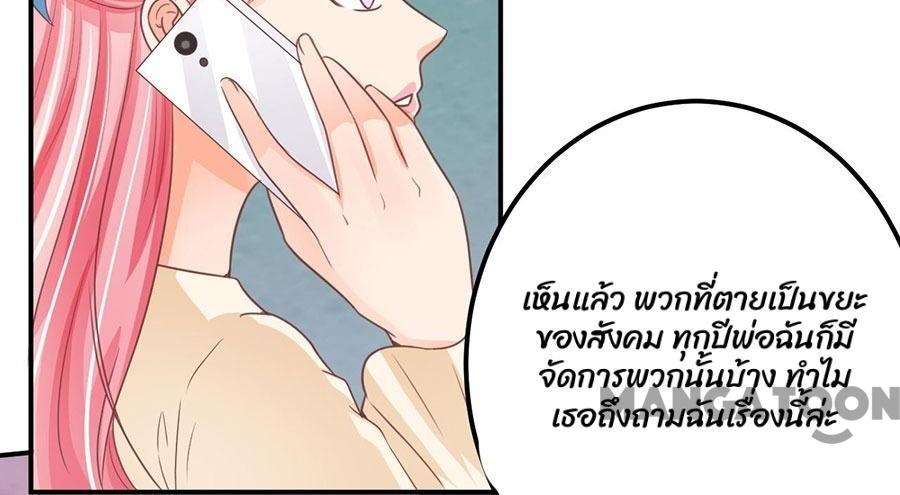 เห็นแล้ว พวกที่ตายเป็นขยะ
ของสังคม ทุกปีพ่อฉันก็มี
จัดการพวกนั้นบ้าง ทำไม
เธอถึงถามฉันเรื่องนี้ล่ะ
MANGATOON